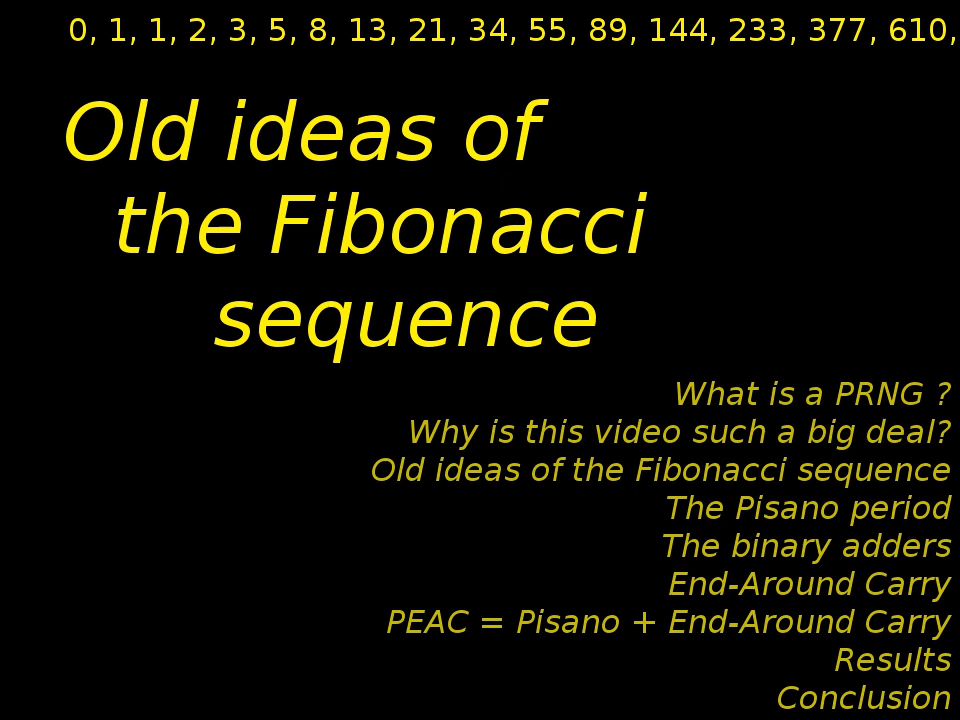 0, 1, 1, 2, 3, 5, 8, 13, 21, 34, 55, 89, 144, 233, 377, 610,
Old ideas of
the Fibonacci
sequence
What is a PRNG ?
Why is this video such a big deal?
Old ideas of the Fibonacci sequence
The Pisano period
The binary adders
End-Around Carry
PEAC = Pisano + End-Around Carry
Results
Conclusion